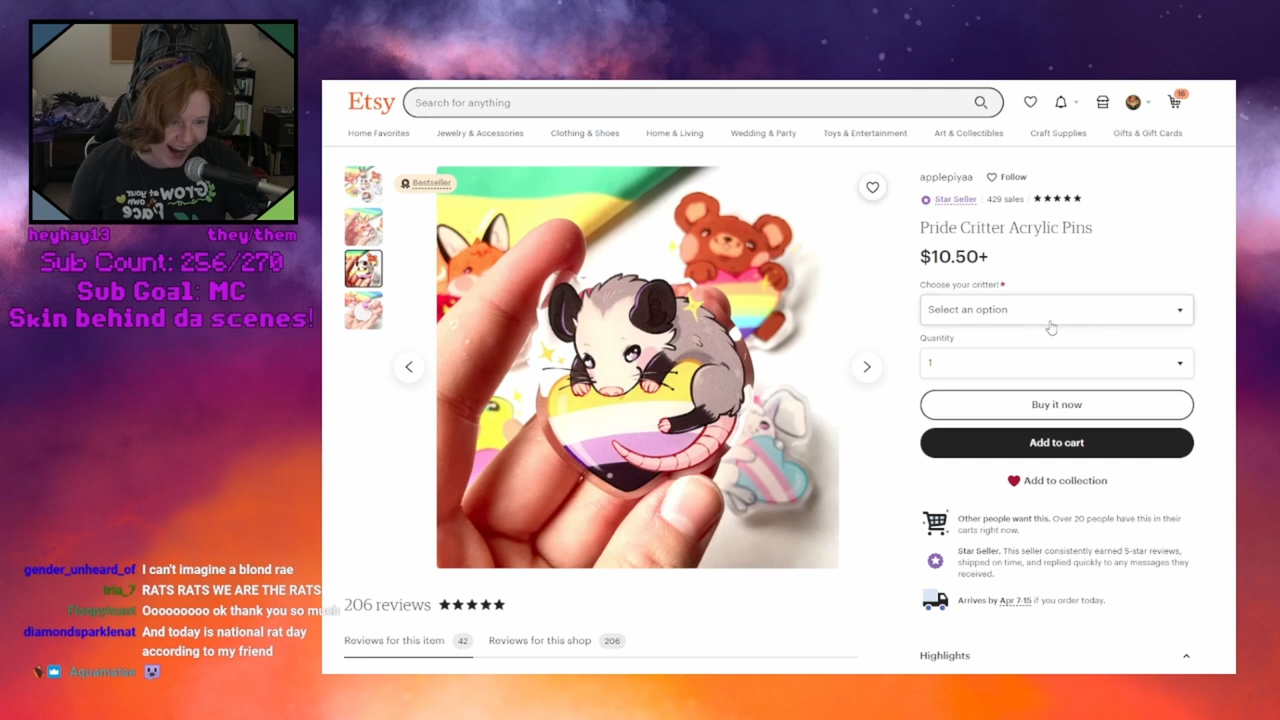 heyhay13 they/them
Sub Count: 256/270
Sub Goal: MC
Skin behind da scenes!
gender_unheard_of I can't imagine a blond rae
RATS RATS WE ARE THE RATS
Ooooooooo ok thank you so much
diamondsparklenat And today is national rat day
according to my friend
Aquamatae
Grow
at your
own
Pace
Etsy
Search for anything
16
Home Favorites
Jewelry & Accessories
Clothing & Shoes
Home & Living
Wedding & Party
Toys & Entertainment
Art & Collectibles
Craft Supplies
Gifts & Gift Cards
Bestseller
applepiyaa
Follow
Star Seller
429 sales
Pride Critter Acrylic Pins
$10.50+
Choose your critter! *
Select an option
Quantity
1
Buy it now
Add to cart
Add to collection
Other people want this. Over 20 people have this in their
carts right now.
Star Seller. This seller consistently earned 5-star reviews,
shipped on time, and replied quickly to any messages they
received.
Arrives by Apr 7-15 if you order today.
Highlights
206 reviews
Reviews for this item 42
Reviews for this shop 206